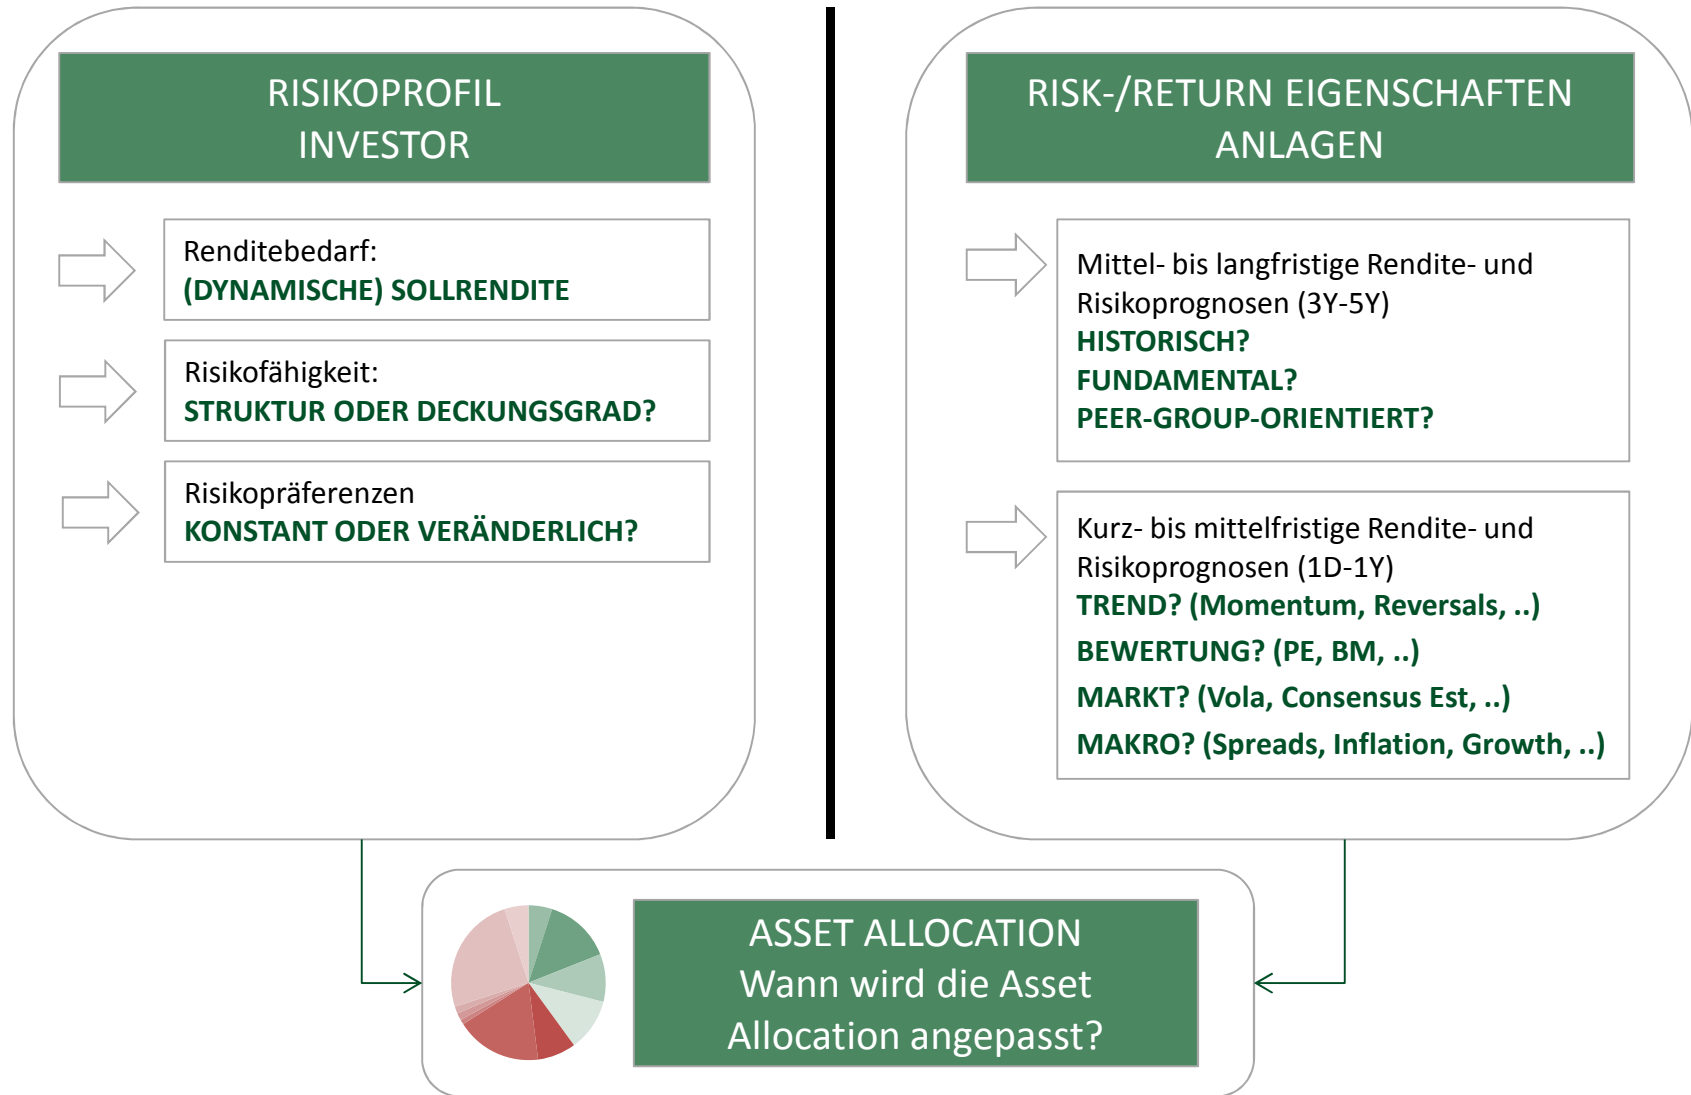 RISIKOPROFIL
INVESTOR
Renditebedarf:
(DYNAMISCHE) SOLLRENDITE
Risikofähigkeit:
STRUKTUR ODER DECKUNGSGRAD?
Risikopräferenzen
KONSTANT ODER VERÄNDERLICH?
RISK-/RETURN EIGENSCHAFTEN
ANLAGEN
Mittel- bis langfristige Rendite- und
Risikoprognosen (3Y-5Y)
HISTORISCH?
FUNDAMENTAL?
PEER-GROUP-ORIENTIERT?
Kurz- bis mittelfristige Rendite- und
Risikoprognosen (1D-1Y)
TREND? (Momentum, Reversals, ..)
BEWERTUNG? (PE, BM, ..)
MARKT? (Vola, Consensus Est, ..)
MAKRO? (Spreads, Inflation, Growth, ..)
ASSET ALLOCATION
Wann wird die Asset
Allocation angepasst?